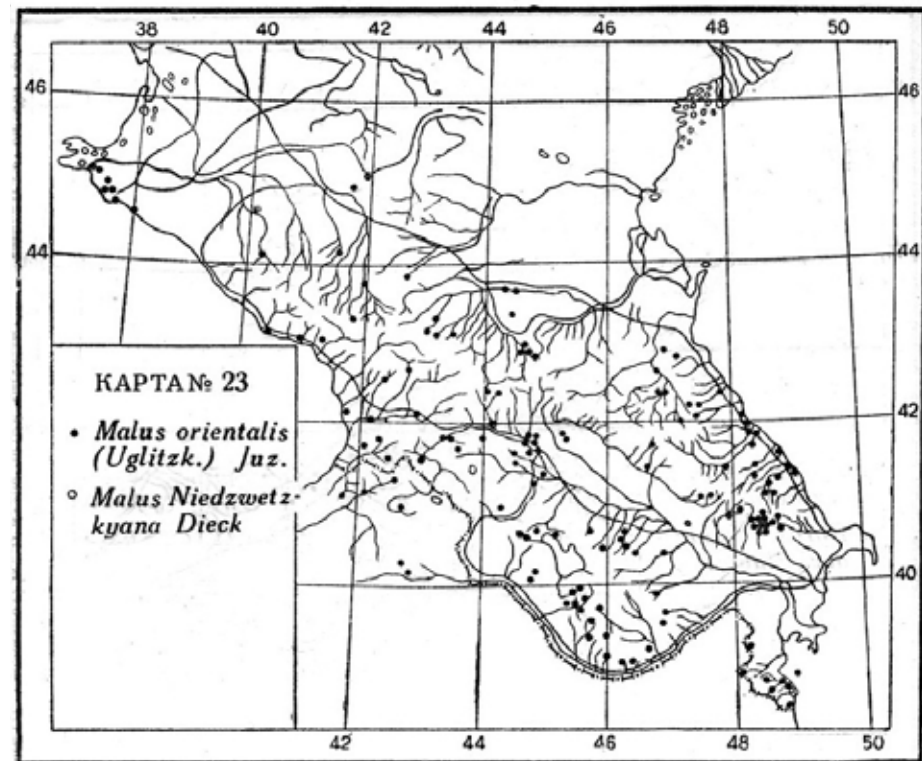 38 40 42 44 46 48 50
46 46
44 44
КАРТА № 23
Malus orientalis
(Uglitzk.) Juz.
Malus Niedzwetz-
kyana Dieck
42
40
42 44 46 48 50